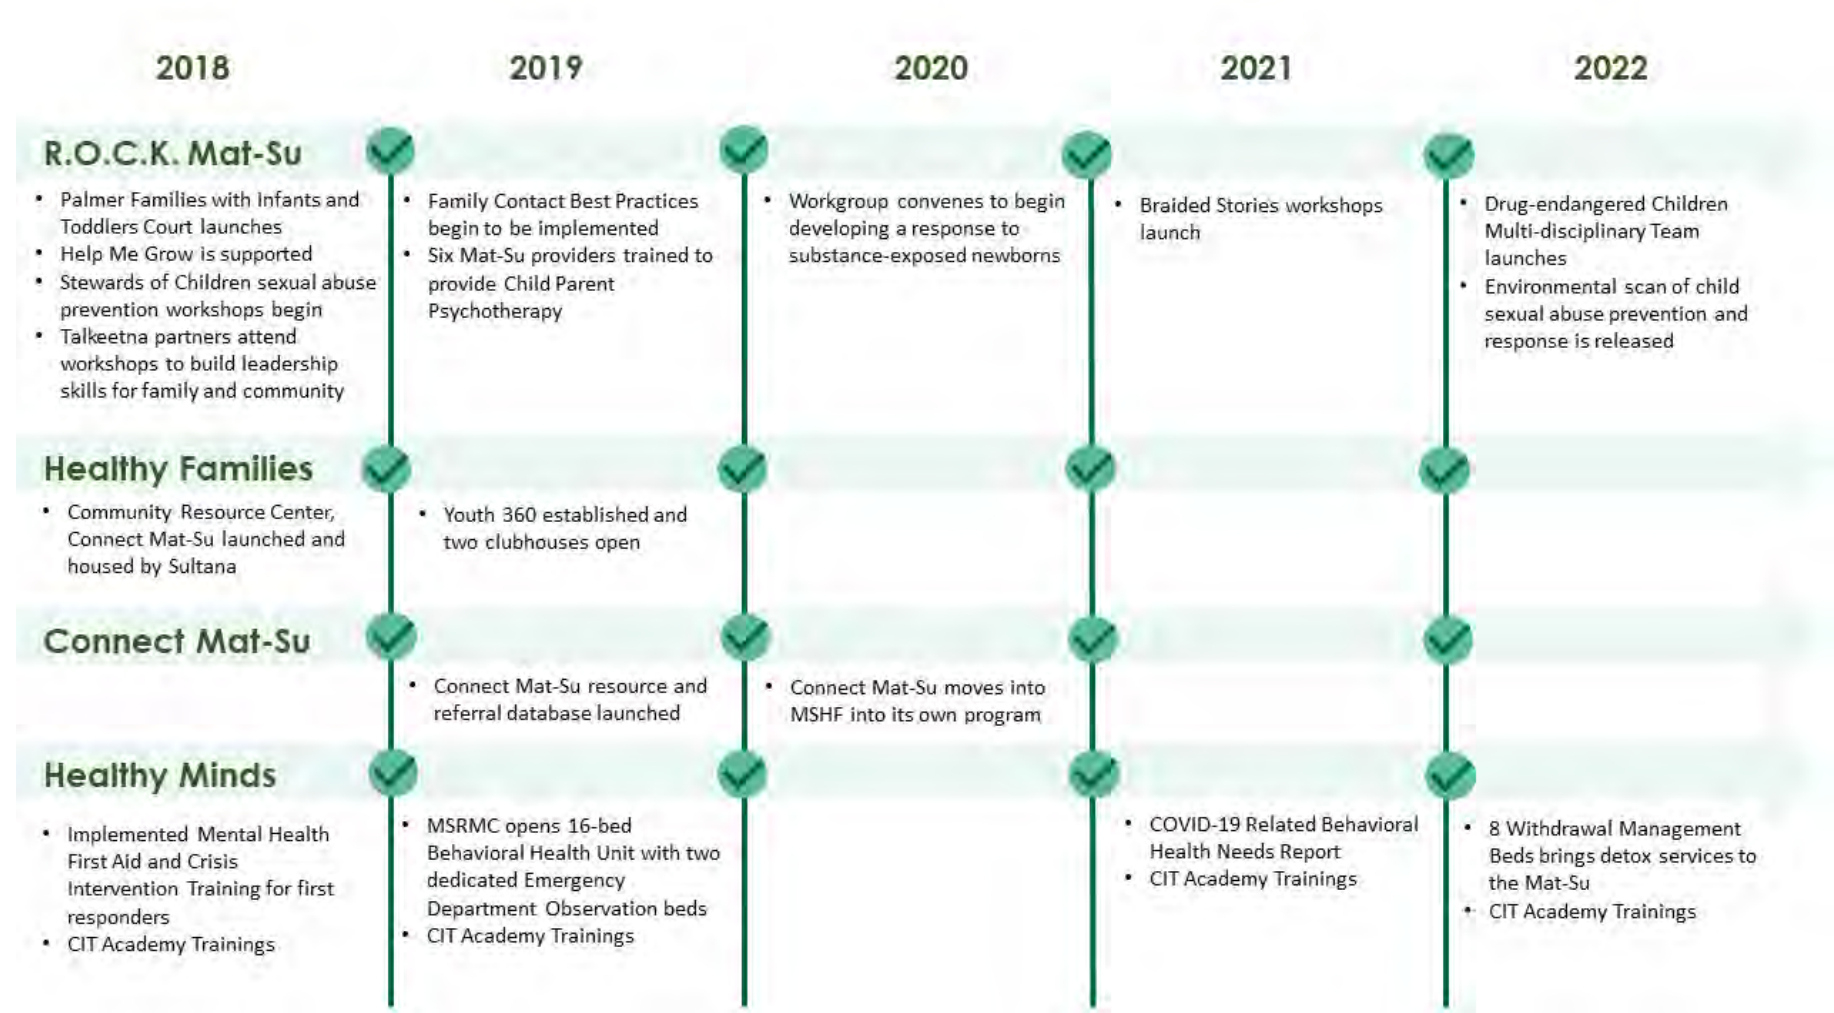 2018
2019
2020
2021
2022
R.O.C.K. Mat-Su
• Palmer Families with Infants and
Toddlers Court launches
• Help Me Grow is supported
• Stewards of Children sexual abuse
prevention workshops begin
• Talkeetna partners attend
workshops to build leadership
skills for family and community
• Family Contact Best Practices
begin to be implemented
• Six Mat-Su providers trained to
provide Child Parent
Psychotherapy
• Workgroup convenes to begin
developing a response to
substance-exposed newborns
• Braided Stories workshops
launch
• Drug-endangered Children
Multi-disciplinary Team
launches
• Environmental scan of child
sexual abuse prevention and
response is released
Healthy Families
• Community Resource Center,
Connect Mat-Su launched and
housed by Sultana
• Youth 360 established and
two clubhouses open
Connect Mat-Su
• Connect Mat-Su resource and
referral database launched
• Connect Mat-Su moves into
MSHF into its own program
Healthy Minds
• Implemented Mental Health
First Aid and Crisis
Intervention Training for first
responders
• CIT Academy Trainings
• MSRMC opens 16-bed
Behavioral Health Unit with two
dedicated Emergency
Department Observation beds
• CIT Academy Trainings
• COVID-19 Related Behavioral
Health Needs Report
• CIT Academy Trainings
• 8 Withdrawal Management
Beds brings detox services to
the Mat-Su
• CIT Academy Trainings